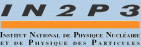 IN2P3
INSTITUT NATIONAL DE PHYSIQUE NUCLÉAIRE
ET DE PHYSIQUE DES PARTICULES